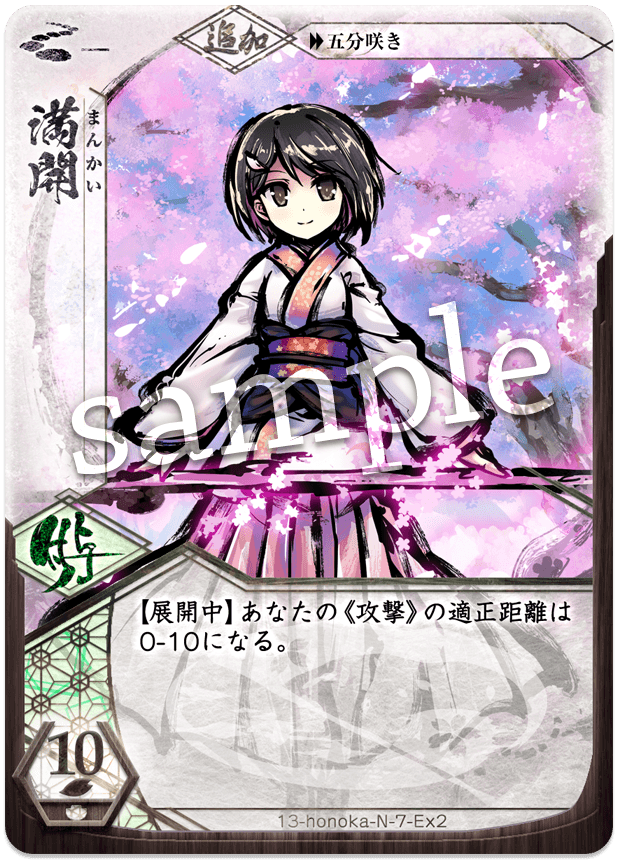 追加
▶▶五分咲き
満開
まんかい
sample
付与
【展開中】あなたの《攻撃》の適正距離は
0-10になる。
10
13-honoka-N-7-Ex2